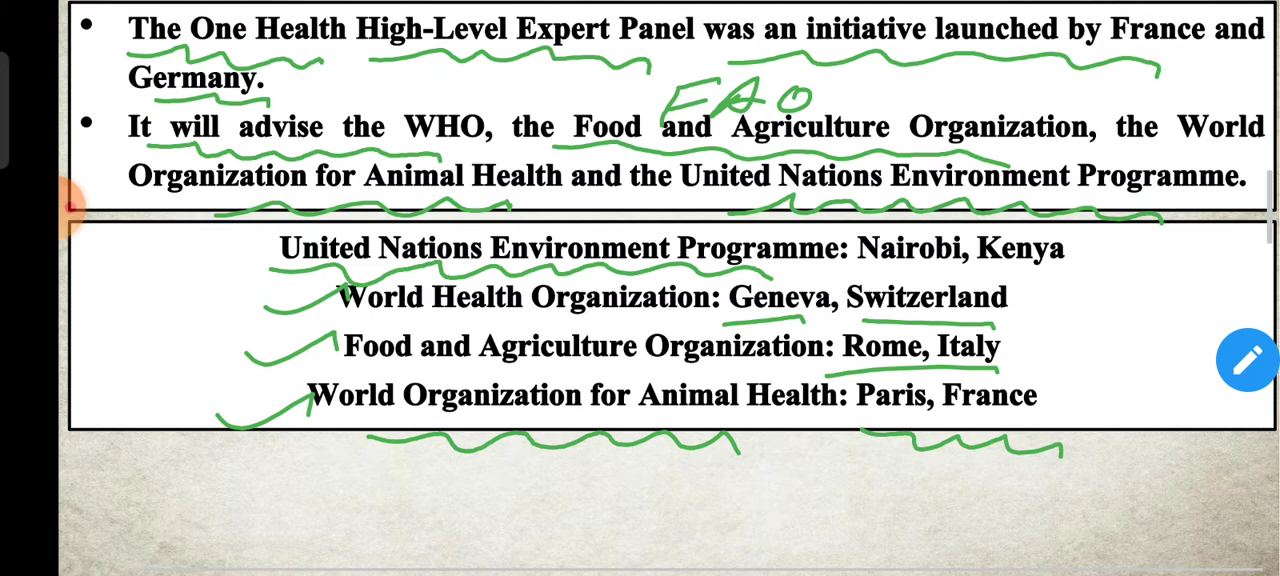 • The One Health High-Level Expert Panel was an initiative launched by France and
Germany.
FAO
• It will advise the WHO, the Food and Agriculture Organization, the World
Organization for Animal Health and the United Nations Environment Programme.
United Nations Environment Programme: Nairobi, Kenya
World Health Organization: Geneva, Switzerland
Food and Agriculture Organization: Rome, Italy
World Organization for Animal Health: Paris, France